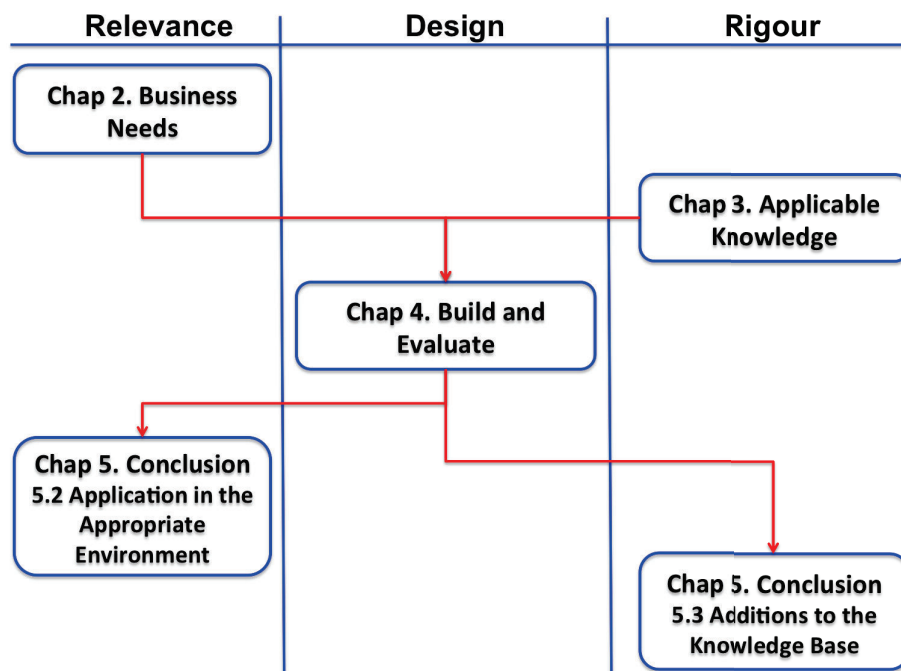 Relevance
Design
Rigour
Chap 2. Business
Needs
Chap 3. Applicable
Knowledge
Chap 4. Build and
Evaluate
Chap 5. Conclusion
5.2 Application in the
Appropriate
Environment
Chap 5. Conclusion
5.3 Additions to the
Knowledge Base